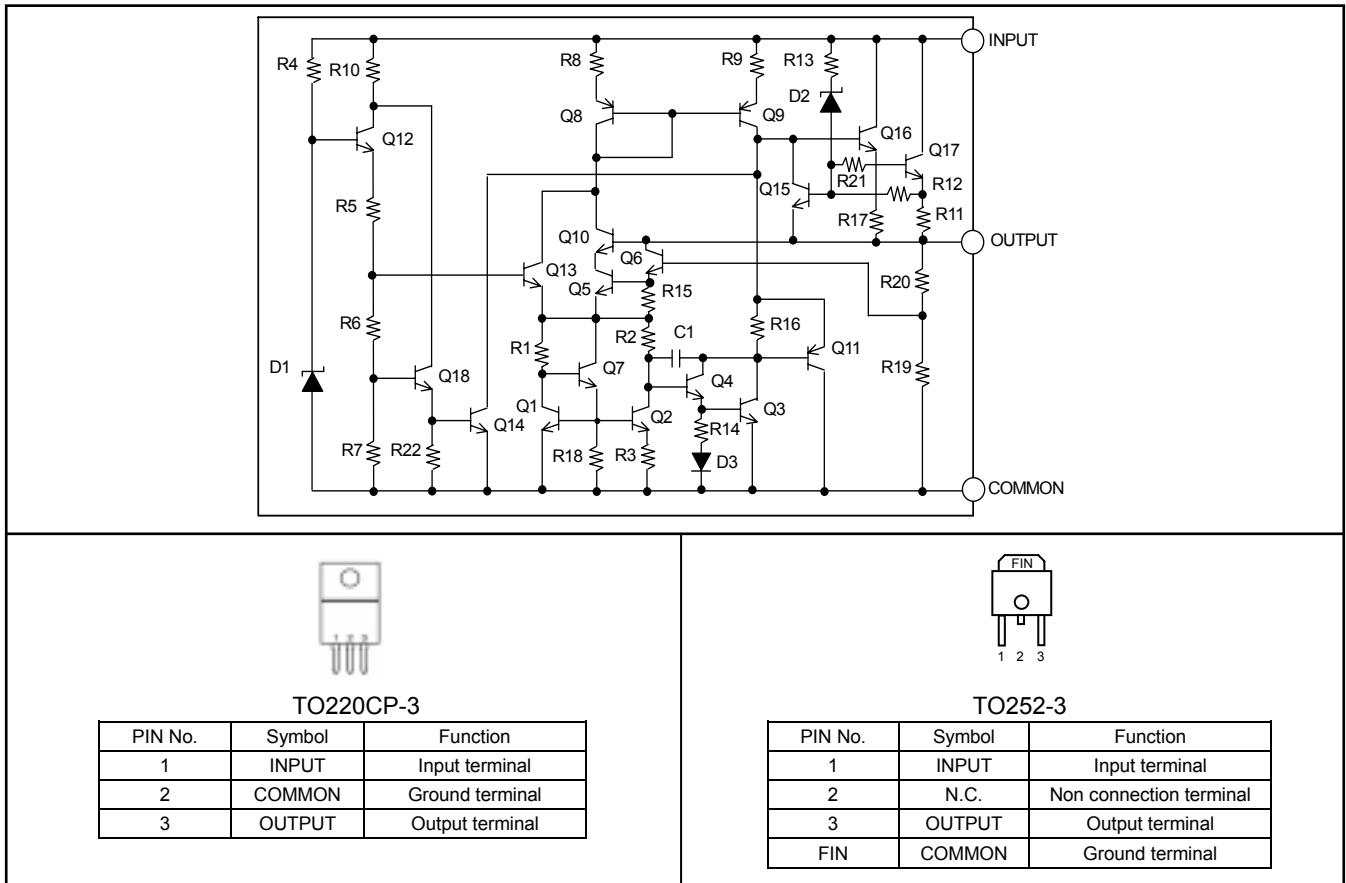 INPUT
R4
R10
R8
R9
R13
D2
Q8
Q9
Q16
Q12
Q17
R21
R12
Q15
R5
R17
R11
Q10
Q6
OUTPUT
Q13
Q5
R15
R20
R6
R1
R2
C1
R16
Q11
D1
Q7
R19
Q18
Q4
Q1
Q2
Q3
Q14
R14
R7
R22
R18
R3
D3
COMMON
1 2 3
TO220CP-3
PIN No. Symbol Function
1 INPUT Input terminal
2 COMMON Ground terminal
3 OUTPUT Output terminal
FIN
1 2 3
TO252-3
PIN No. Symbol Function
1 INPUT Input terminal
2 N.C. Non connection terminal
3 OUTPUT Output terminal
FIN COMMON Ground terminal